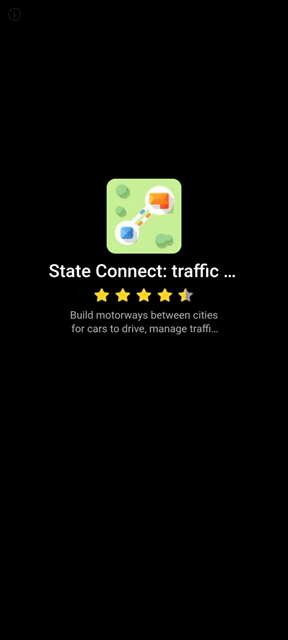 State Connect: traffic ...
Build motorways between cities
for cars to drive, manage traffi...